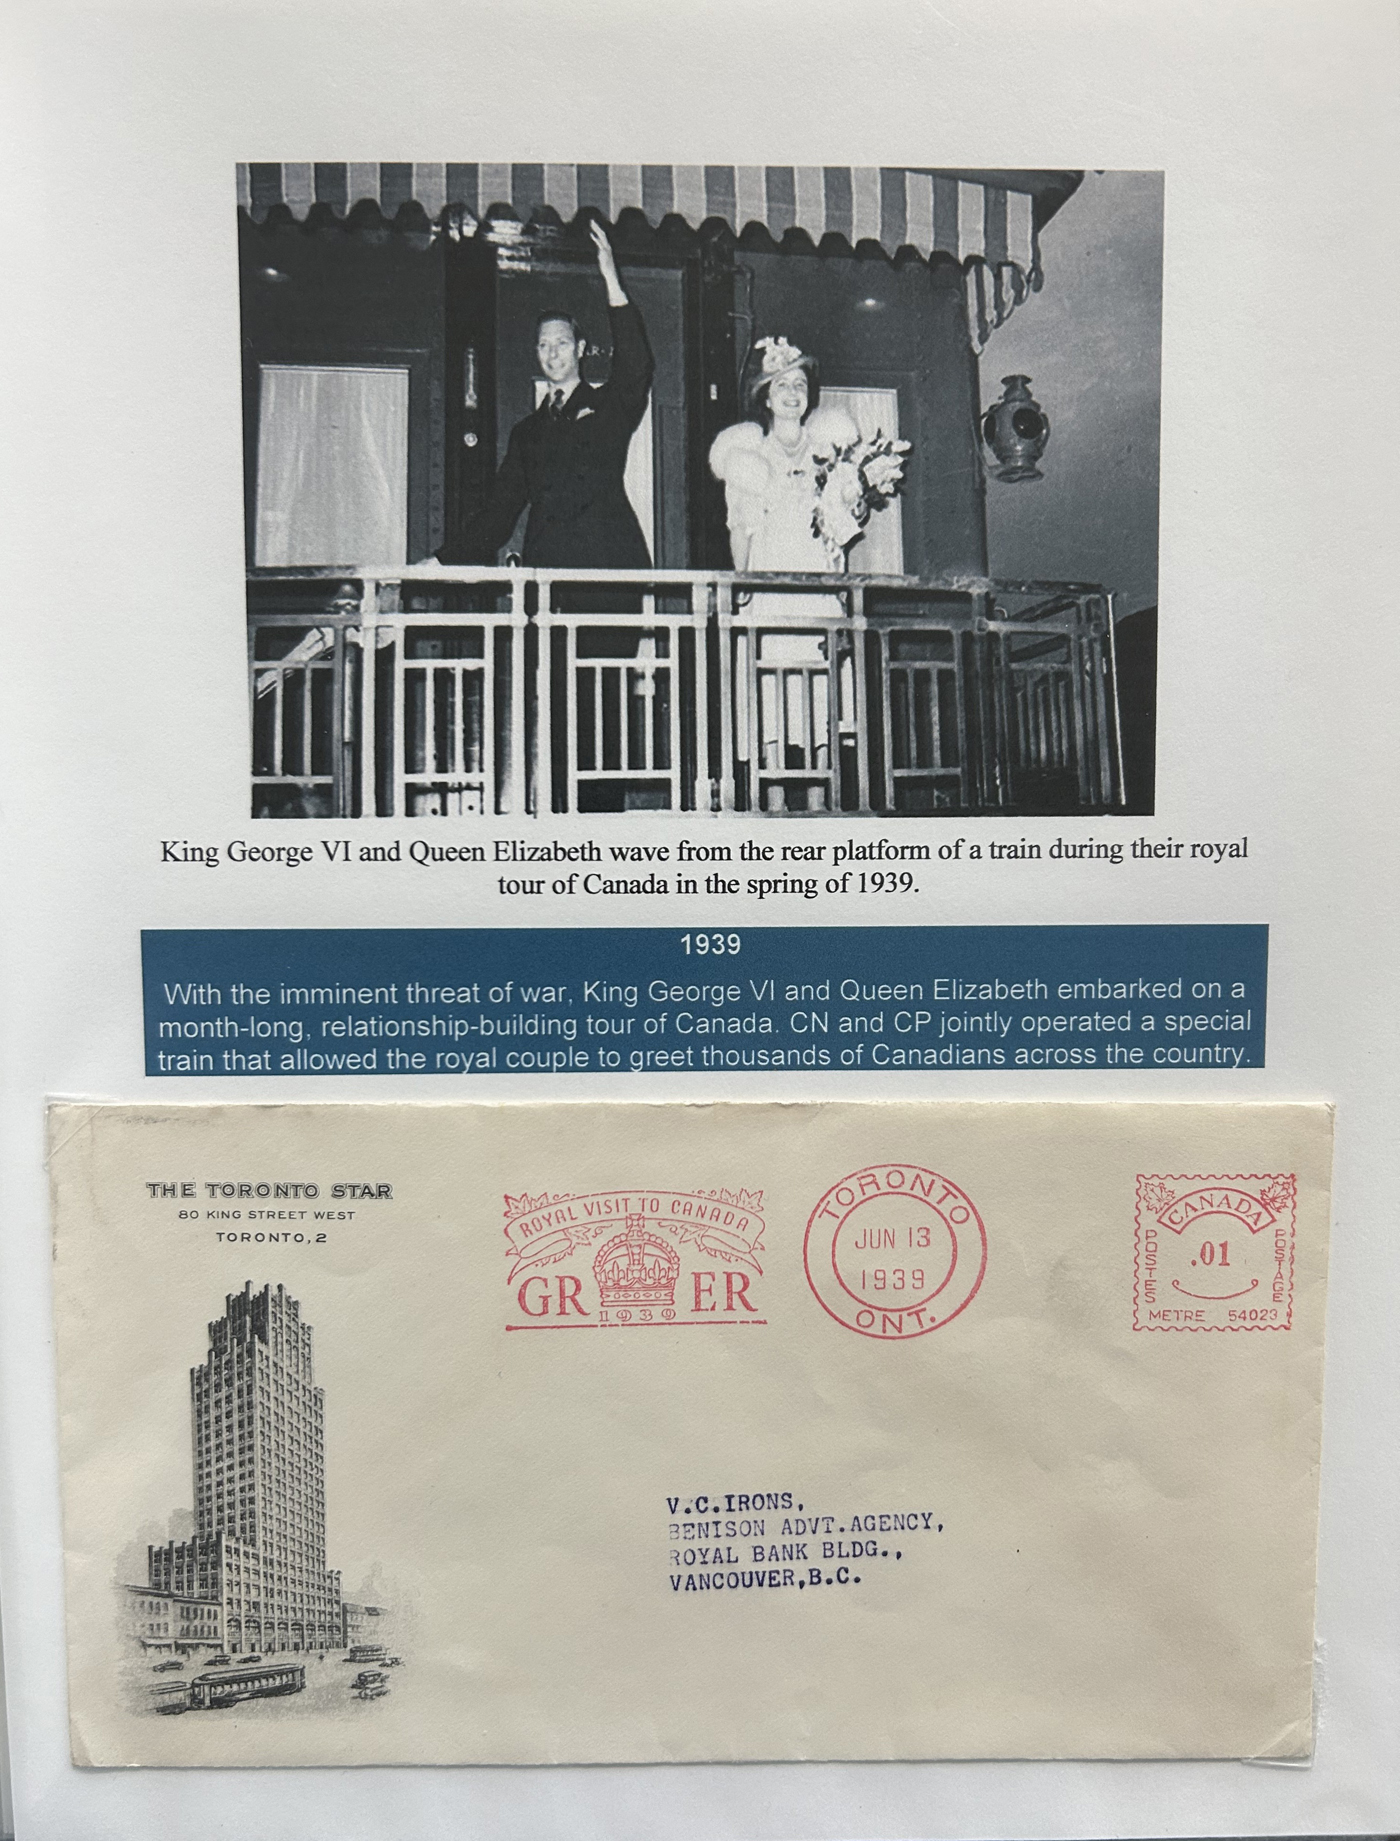 King George VI and Queen Elizabeth wave from the rear platform of a train during their royal
tour of Canada in the spring of 1939.
1939
With the imminent threat of war, King George VI and Queen Elizabeth embarked on a
month-long, relationship-building tour of Canada. CN and CP jointly operated a special
train that allowed the royal couple to greet thousands of Canadians across the country.
THE TORONTO STAR
80 KING STREET WEST
TORONTO, 2
ROYAL VISIT TO CANADA
GR ER
1939
TORONTO
JUN 13
1939
ONT.
CANADA
POSTES
.01
POSTAGE
METRE 54023
V.C.IRONS,
BENISON ADVT.AGENCY,
ROYAL BANK BLDG.,
VANCOUVER,B.C.